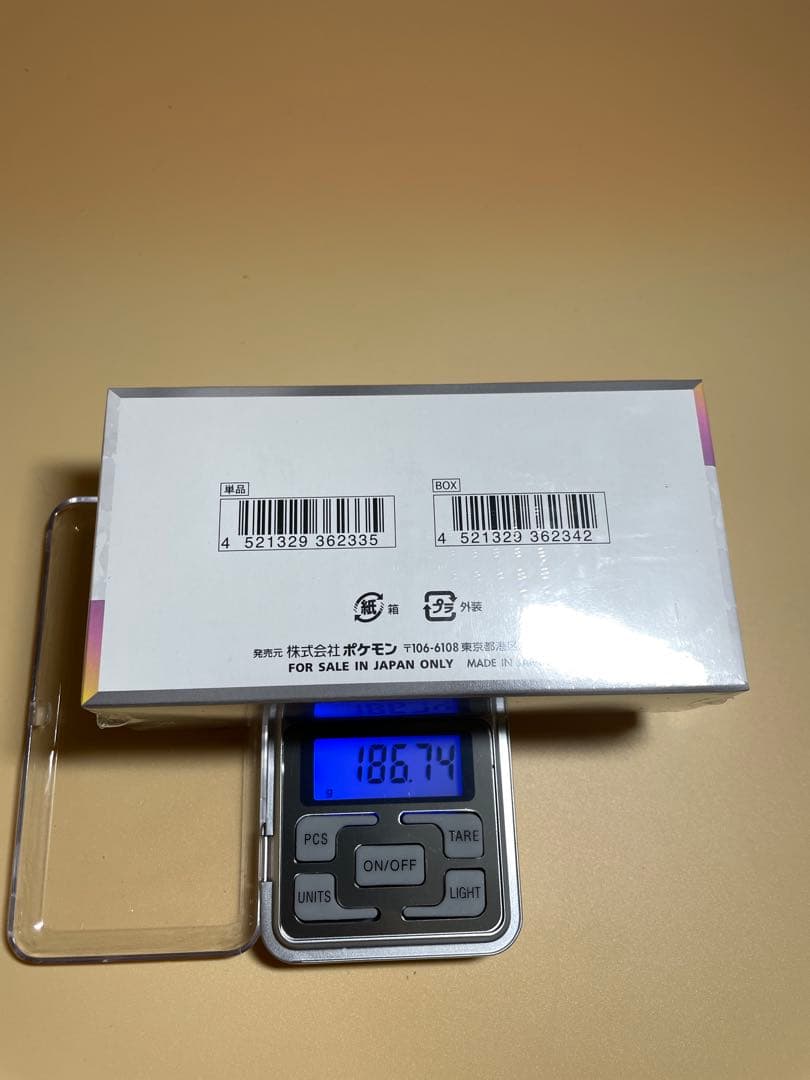 単品
4 521329 362335
BOX
4 521329 362342
紙 箱
プラ 外装
発売元 株式会社ポケモン 〒106-6108 東京都港区
FOR SALE IN JAPAN ONLY MADE IN
186.74
g
PCS
TARE
ON/OFF
UNITS
LIGHT